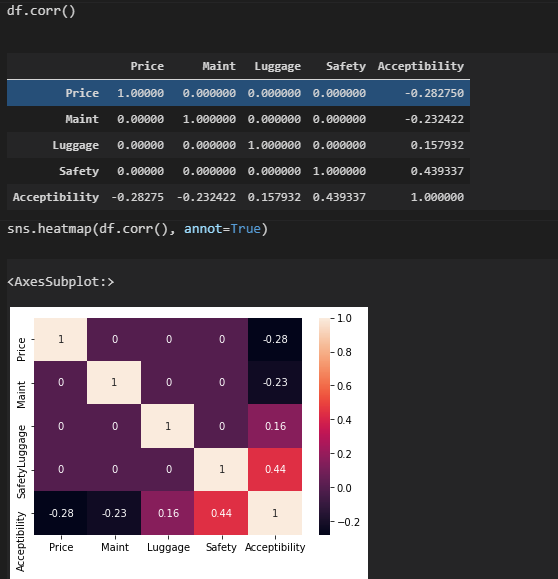 df.corr()
Price Maint Luggage Safety Acceptibility
Price 1.00000 0.000000 0.000000 0.000000 -0.282750
Maint 0.00000 1.000000 0.000000 0.000000 -0.232422
Luggage 0.00000 0.000000 1.000000 0.000000 0.157932
Safety 0.00000 0.000000 0.000000 1.000000 0.439337
Acceptibility -0.28275 -0.232422 0.157932 0.439337 1.000000
sns.heatmap(df.corr(), annot=True)
<AxesSubplot:>
Price 1 0 0 0 -0.28
Maint 0 1 0 0 -0.23
Luggage 0 0 1 0 0.16
Safety 0 0 0 1 0.44
Acceptibility -0.28 -0.23 0.16 0.44 1
Price Maint Luggage Safety Acceptibility
1.0
0.8
0.6
0.4
0.2
0.0
−0.2